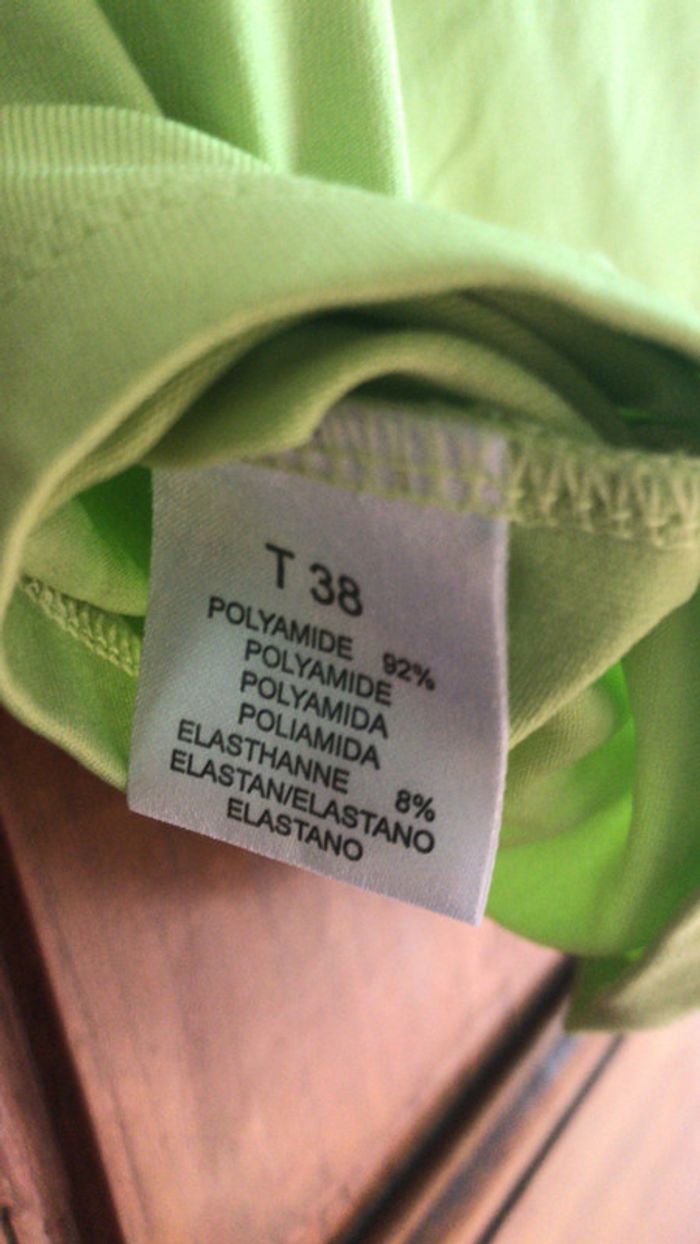 T 38
POLYAMIDE 92%
POLYAMIDE
POLYAMIDA
POLIAMIDA
ELASTHANNE 8%
ELASTAN/ELASTANO
ELASTANO